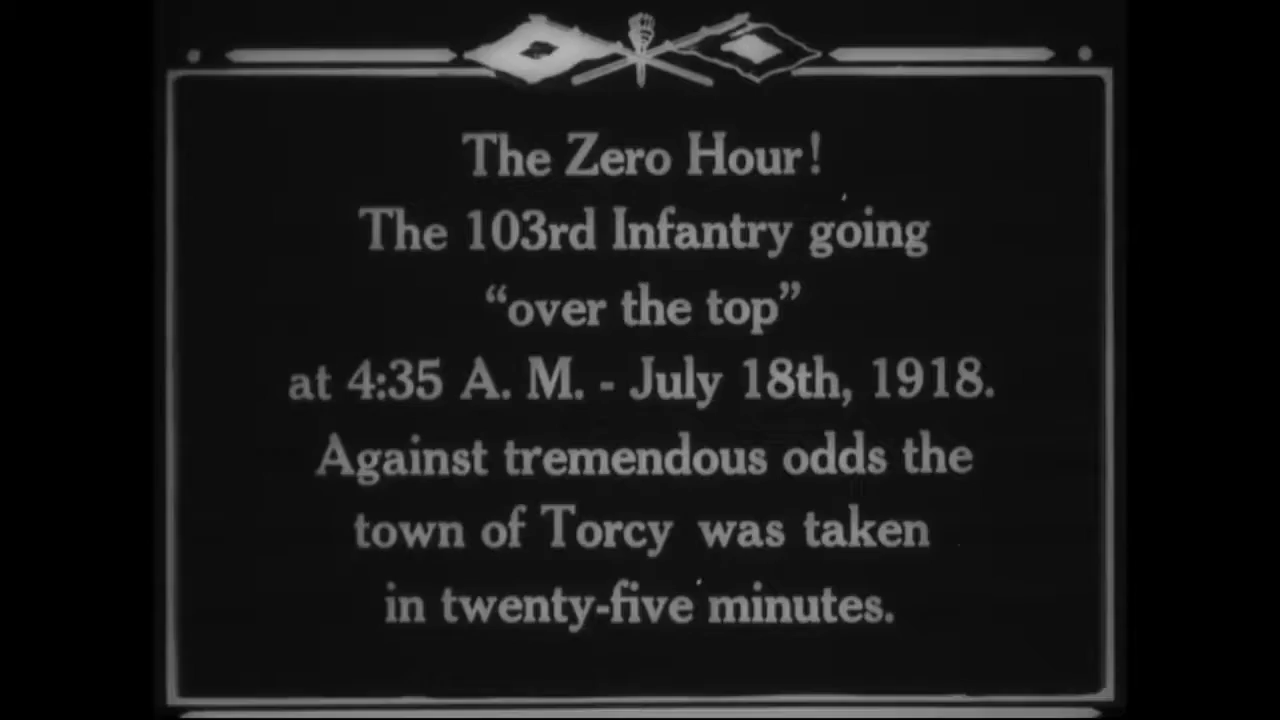 The Zero Hour!
The 103rd Infantry going
“over the top”
at 4:35 A. M. - July 18th, 1918.
Against tremendous odds the
town of Torcy was taken
in twenty-five minutes.